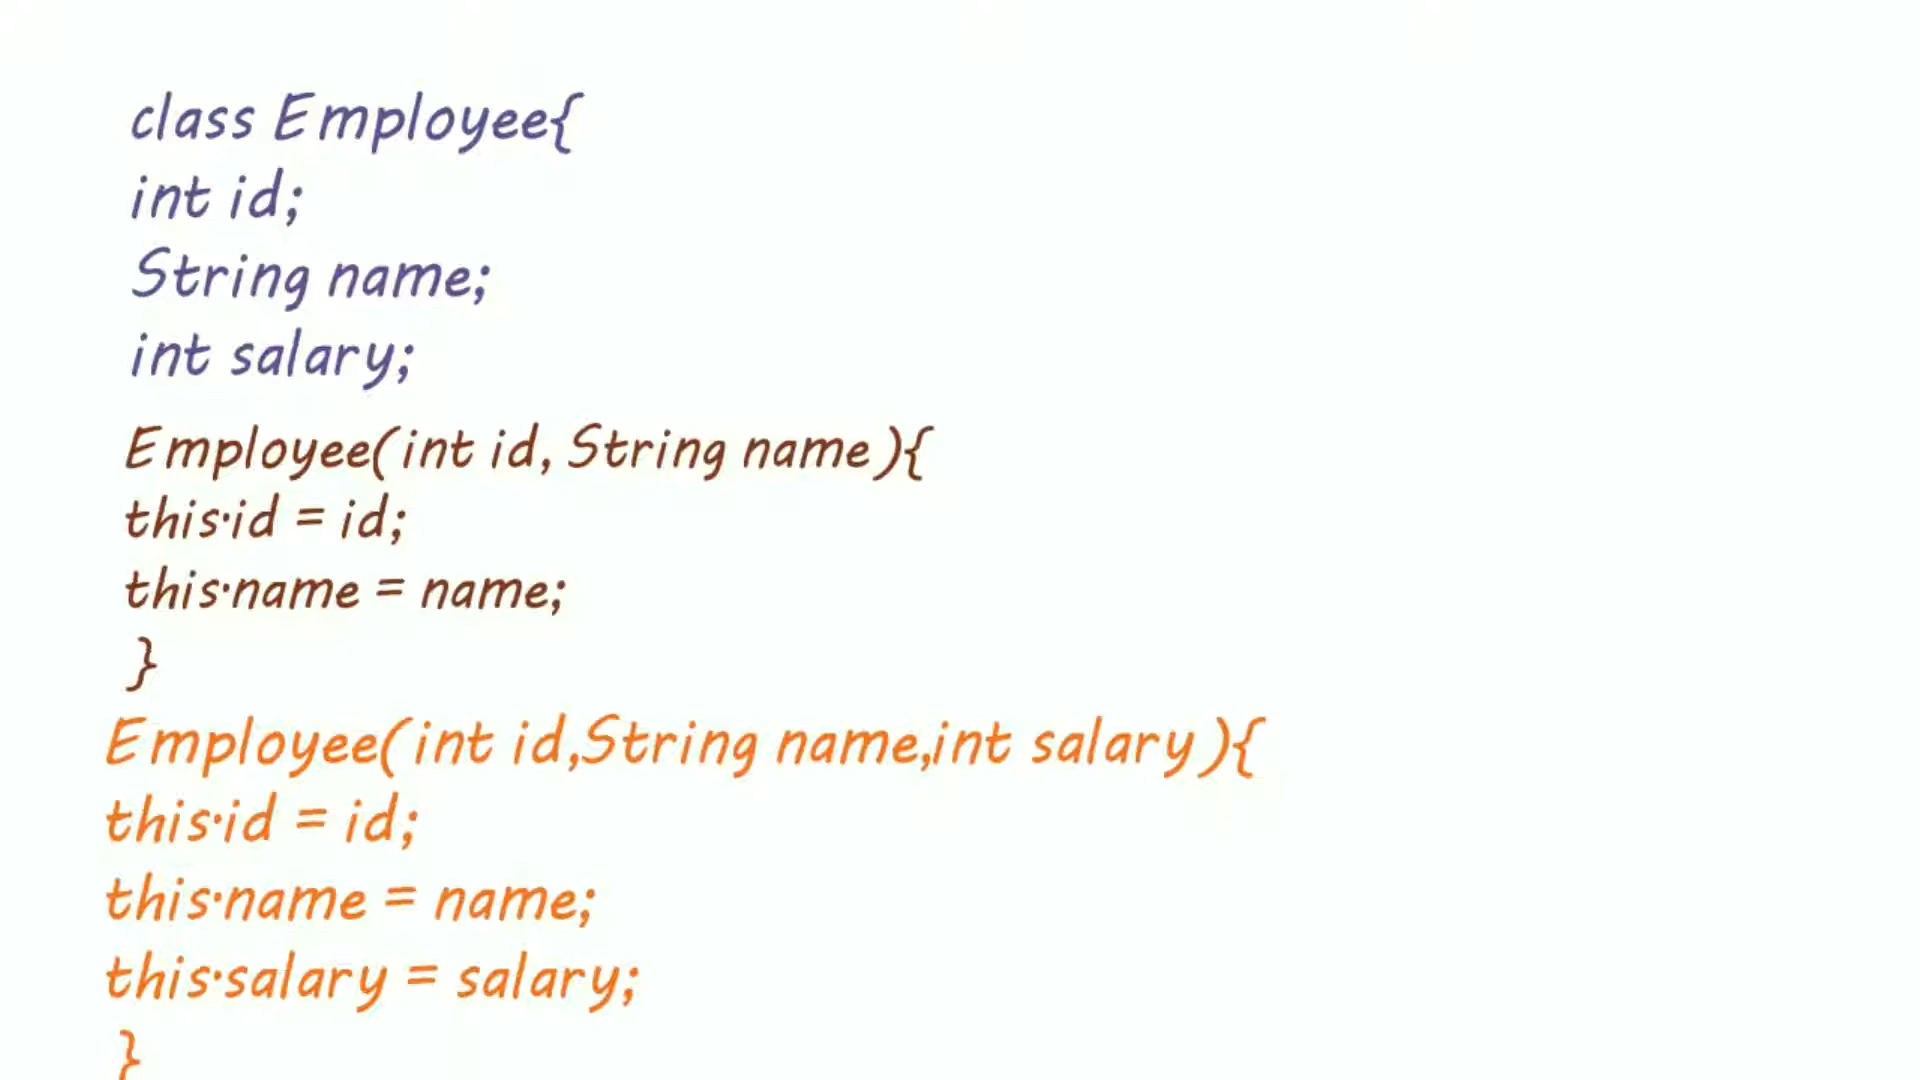 class Employee{
int id;
String name;
int salary;
Employee(int id, String name){
this.id = id;
this.name = name;
}
Employee(int id,String name,int salary){
this.id = id;
this.name = name;
this.salary = salary;
}